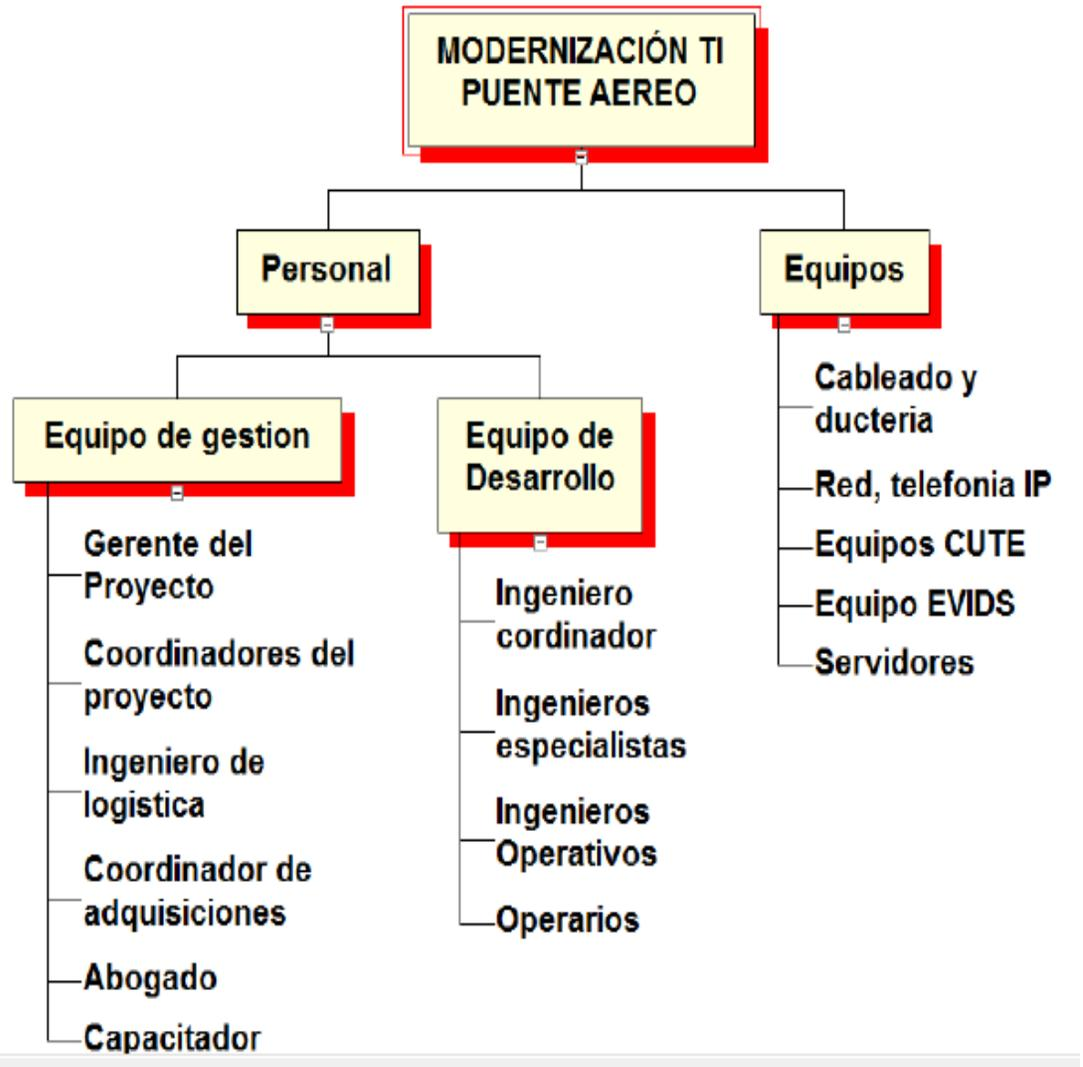 MODERNIZACIÓN TI
PUENTE AEREO
Personal
Equipos
Equipo de gestion
Gerente del
Proyecto
Coordinadores del
proyecto
Ingeniero de
logistica
Coordinador de
adquisiciones
Abogado
Capacitador
Equipo de
Desarrollo
Ingeniero
cordinador
Ingenieros
especialistas
Ingenieros
Operativos
Operarios
Cableado y
ducteria
Red, telefonia IP
Equipos CUTE
Equipo EVIDS
Servidores